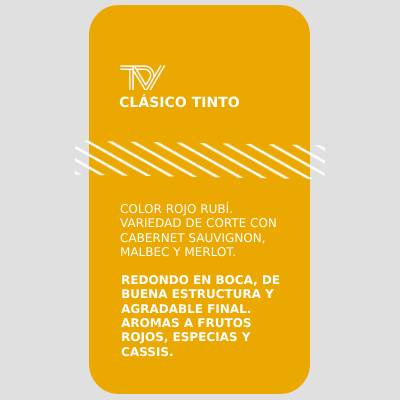 TDV
CLÁSICO TINTO
COLOR ROJO RUBÍ.
VARIEDAD DE CORTE CON
CABERNET SAUVIGNON,
MALBEC Y MERLOT.
REDONDO EN BOCA, DE
BUENA ESTRUCTURA Y
AGRADABLE FINAL.
AROMAS A FRUTOS
ROJOS, ESPECIAS Y
CASSIS.